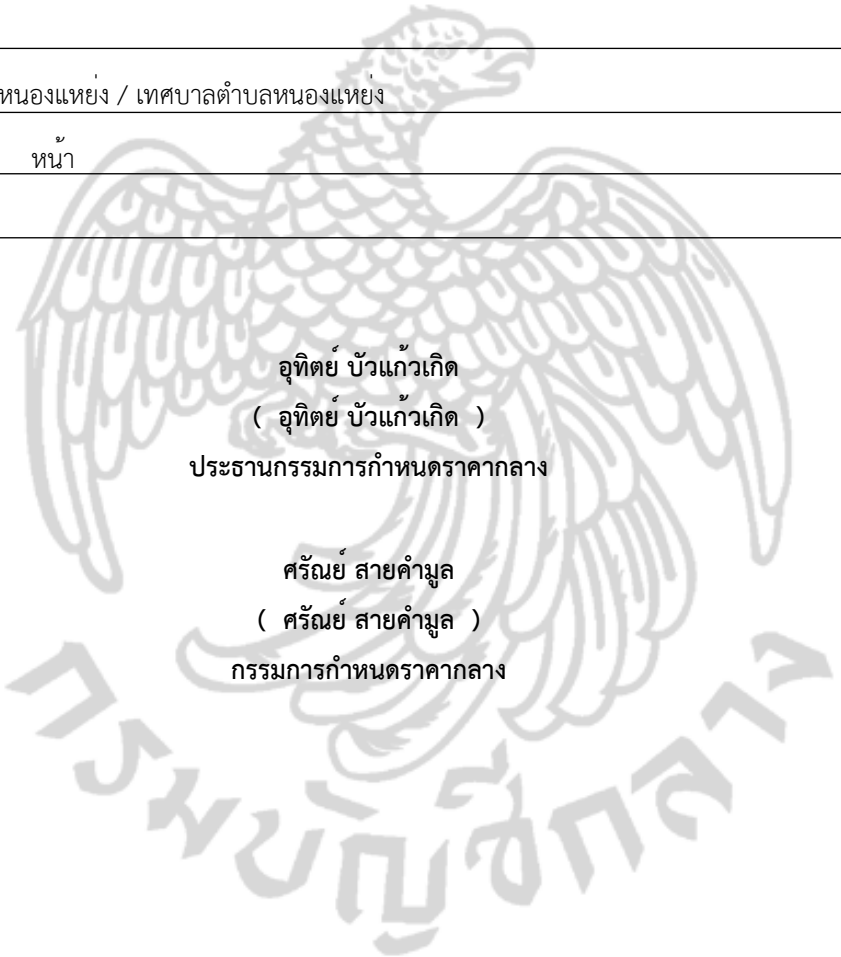 หนองแหย่ง / เทศบาลตำบลหนองแหย่ง
หน้า
อุทิตย์ บัวแก้วเกิด
( อุทิตย์ บัวแก้วเกิด )
ประธานกรรมการกำหนดราคากลาง
ศรัณย์ สายคำมูล
( ศรัณย์ สายคำมูล )
กรรมการกำหนดราคากลาง
กรมบัญชีกลาง